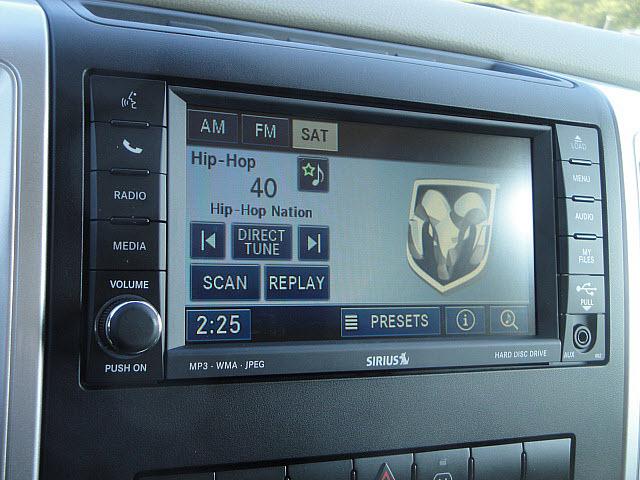 AM FM SAT
Hip-Hop
40
Hip-Hop Nation
DIRECT
TUNE
SCAN REPLAY
2:25 PRESETS
RADIO
MEDIA
VOLUME
PUSH ON
LOAD
MENU
AUDIO
MY
FILES
PULL
AUX
MP3 - WMA - JPEG
SIRIUS
HARD DISC DRIVE